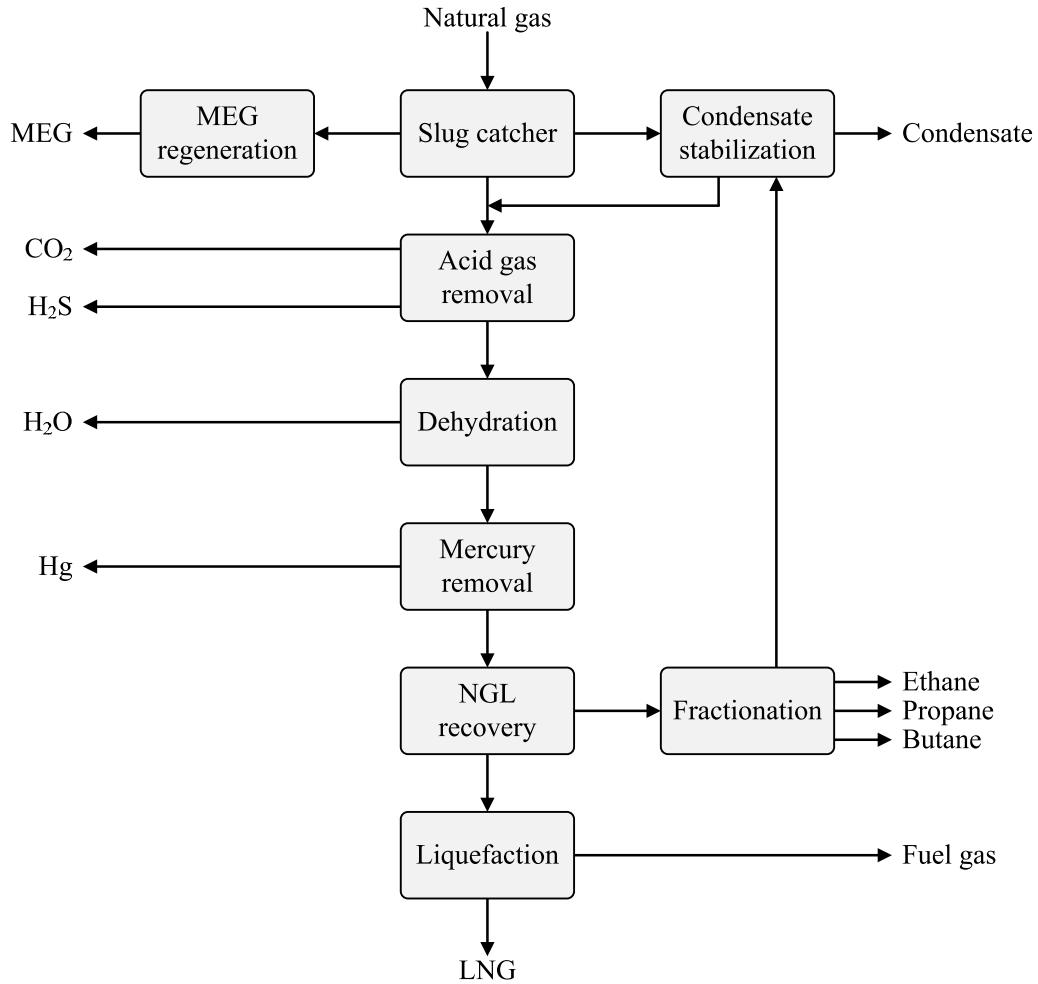 Natural gas
MEG
MEG
regeneration
Slug catcher
Condensate
stabilization
Condensate
CO₂
H₂S
Acid gas
removal
H₂O
Dehydration
Hg
Mercury
removal
NGL
recovery
Fractionation
Ethane
Propane
Butane
Liquefaction
Fuel gas
LNG